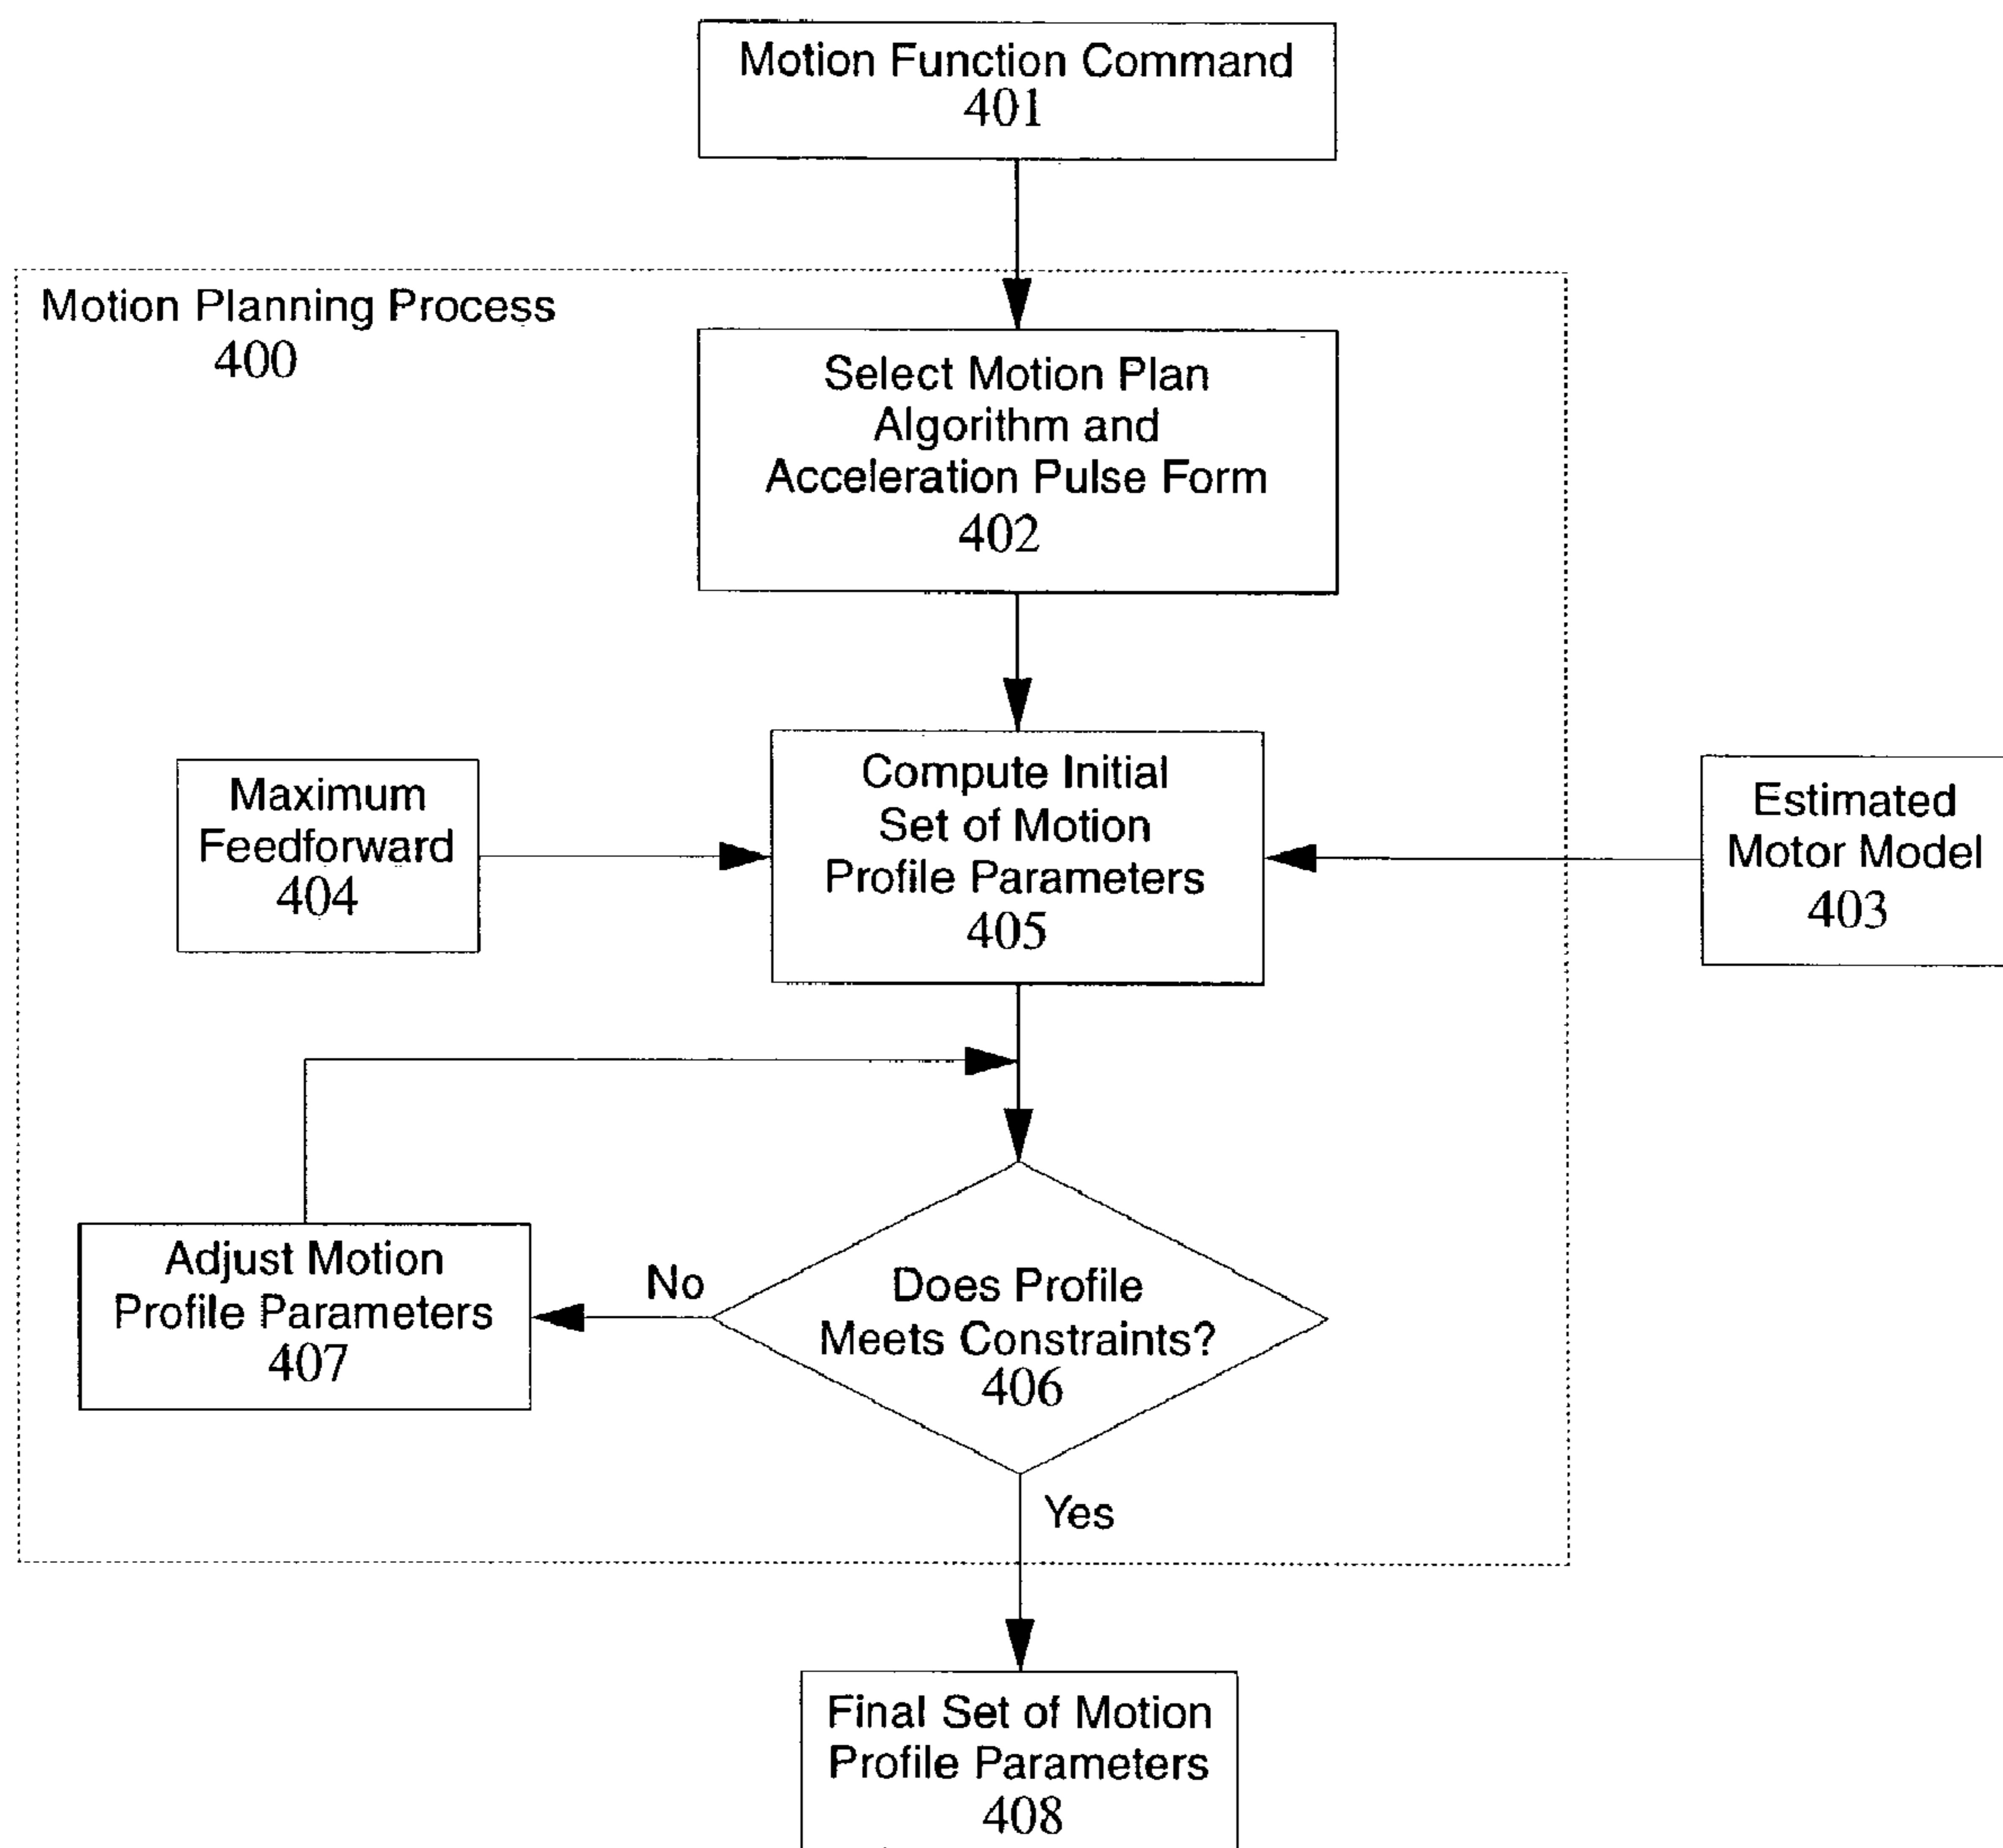 Motion Function Command
401
Motion Planning Process
400
Select Motion Plan
Algorithm and
Acceleration Pulse Form
402
Maximum
Feedforward
404
Compute Initial
Set of Motion
Profile Parameters
405
Estimated
Motor Model
403
Adjust Motion
Profile Parameters
407
No
Does Profile
Meets Constraints?
406
Yes
Final Set of Motion
Profile Parameters
408